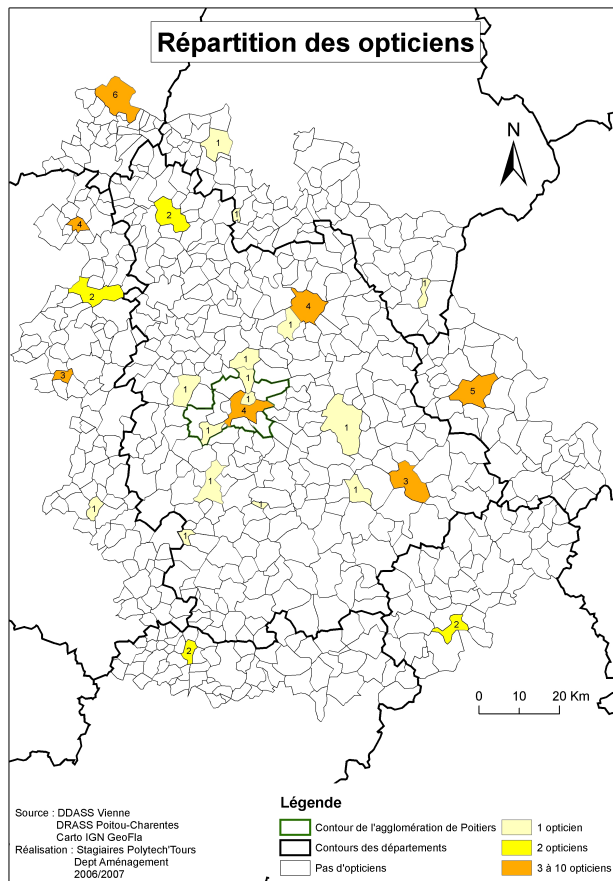 Répartition des opticiens
6
1
N
2
1
4
1
2
4
1
5
1
1
1
1
4
3
1
1
3
1
1
1
1
1
2
2
0 10 20 Km
Légende
Source : DDASS Vienne
DRASS Poitou-Charentes
Carto IGN GeoFla
Réalisation : Stagiaires Polytech'Tours
Dept Aménagement
2006/2007
Contour de l'agglomération de Poitiers
Contours des départements
Pas d'opticiens
1 opticien
2 opticiens
3 à 10 opticiens